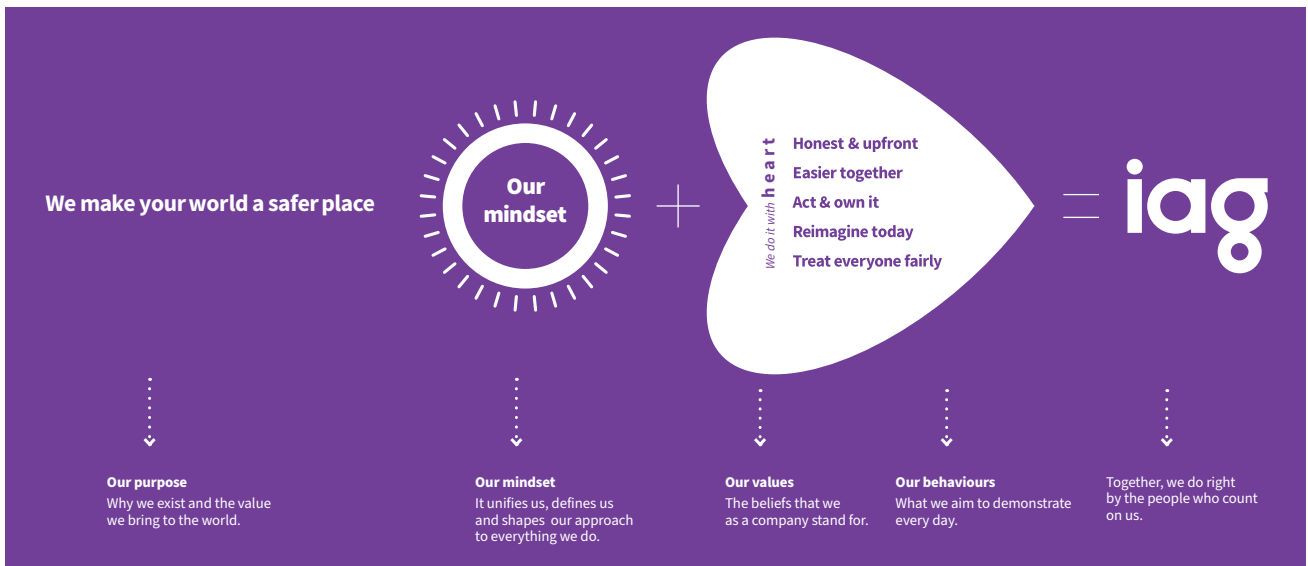 We make your world a safer place
Our
mindset
We do it with heart
Honest & upfront
Easier together
Act & own it
Reimagine today
Treat everyone fairly
iag
Our purpose
Why we exist and the value
we bring to the world.
Our mindset
It unifies us, defines us
and shapes our approach
to everything we do.
Our values
The beliefs that we
as a company stand for.
Our behaviours
What we aim to demonstrate
every day.
Together, we do right
by the people who count
on us.